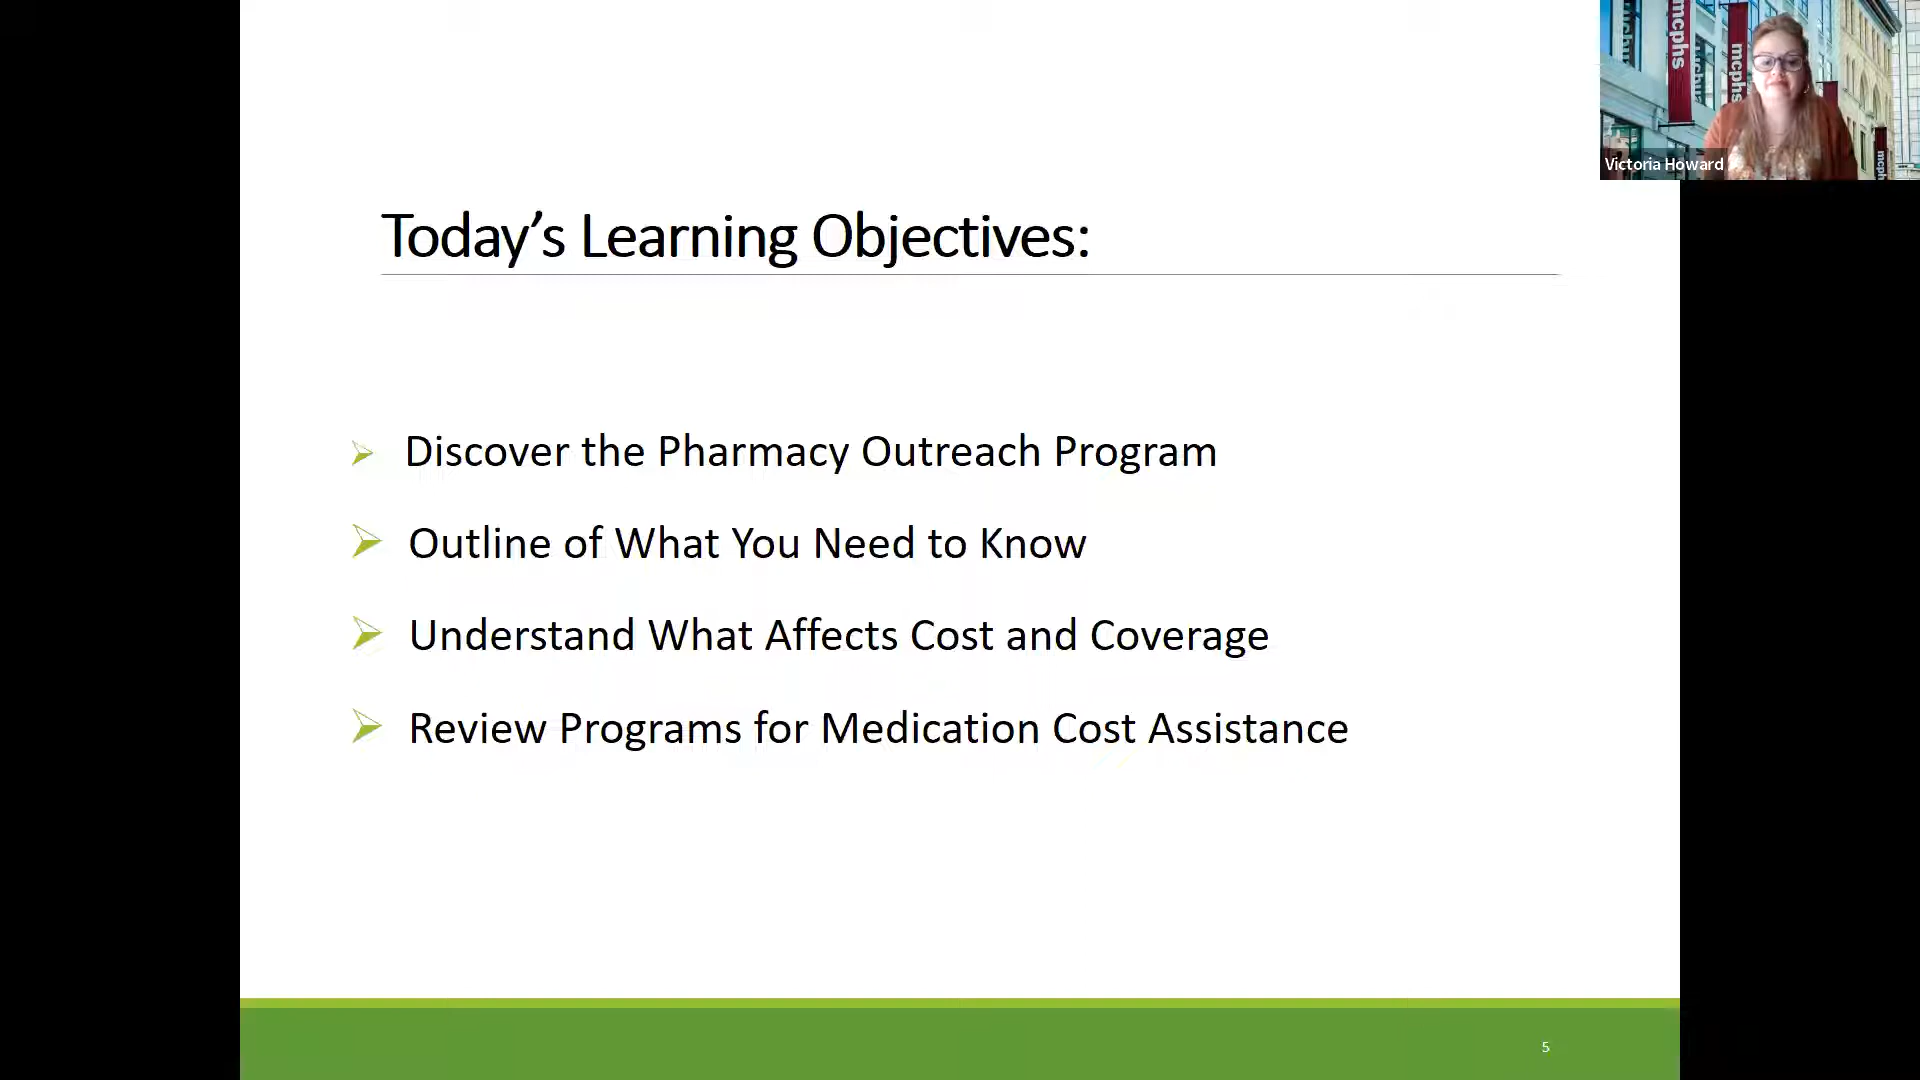 mcphs
mcphs
Victoria Howard
Today’s Learning Objectives:
Discover the Pharmacy Outreach Program
Outline of What You Need to Know
Understand What Affects Cost and Coverage
Review Programs for Medication Cost Assistance
5